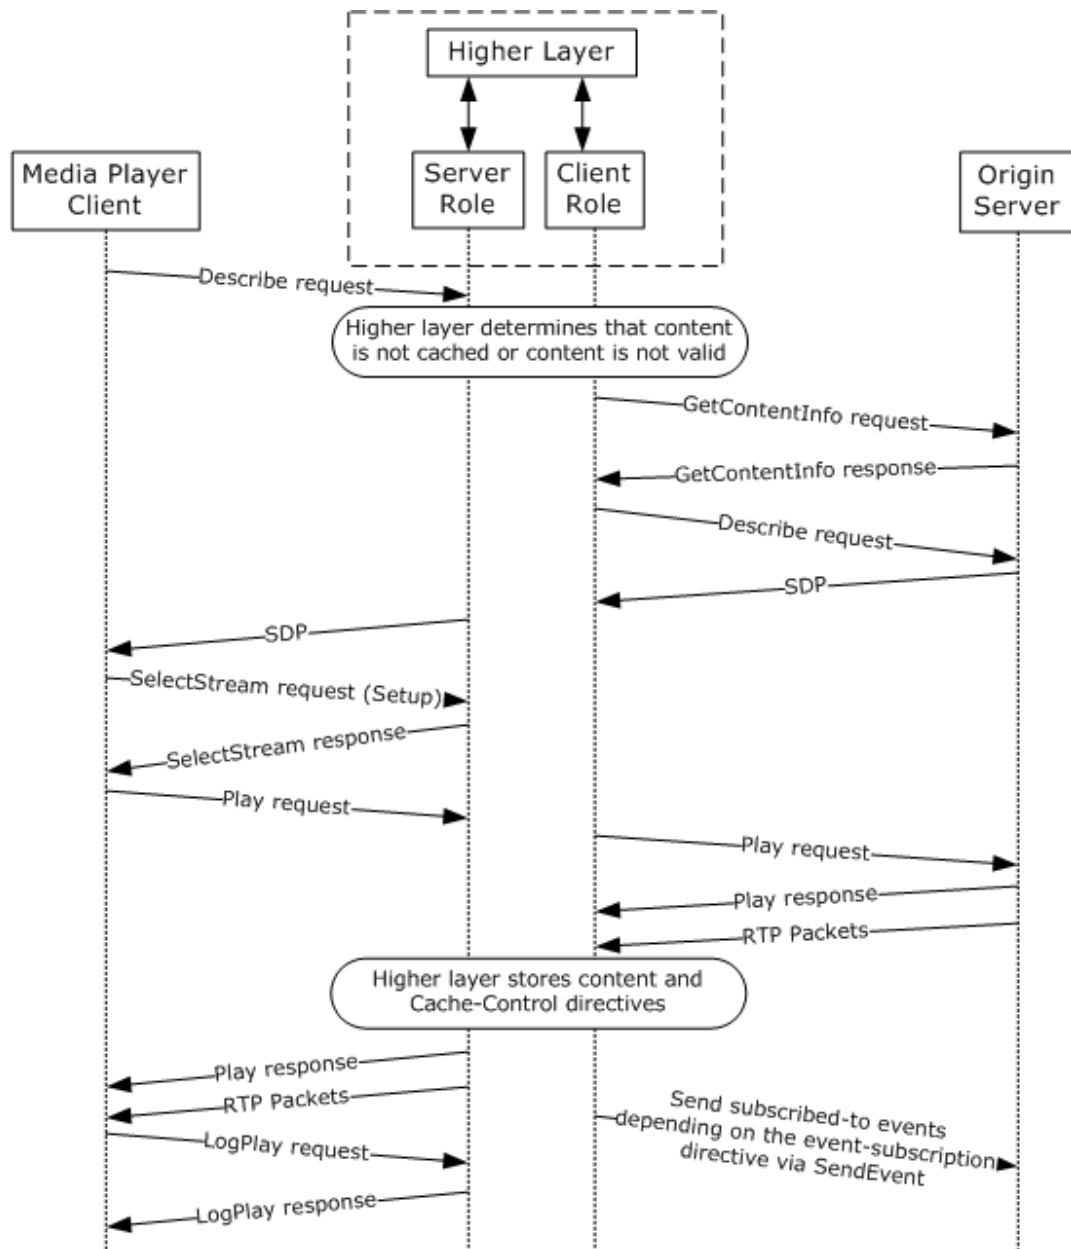 Higher Layer
Media Player
Client
Server
Role
Client
Role
Origin
Server
Describe request
Higher layer determines that content
is not cached or content is not valid
GetContentInfo request
GetContentInfo response
Describe request
SDP
SDP
SelectStream request (Setup)
SelectStream response
Play request
Play request
Play response
RTP Packets
Higher layer stores content and
Cache-Control directives
Play response
RTP Packets
Send subscribed-to events
depending on the event-subscription
directive via SendEvent
LogPlay request
LogPlay response